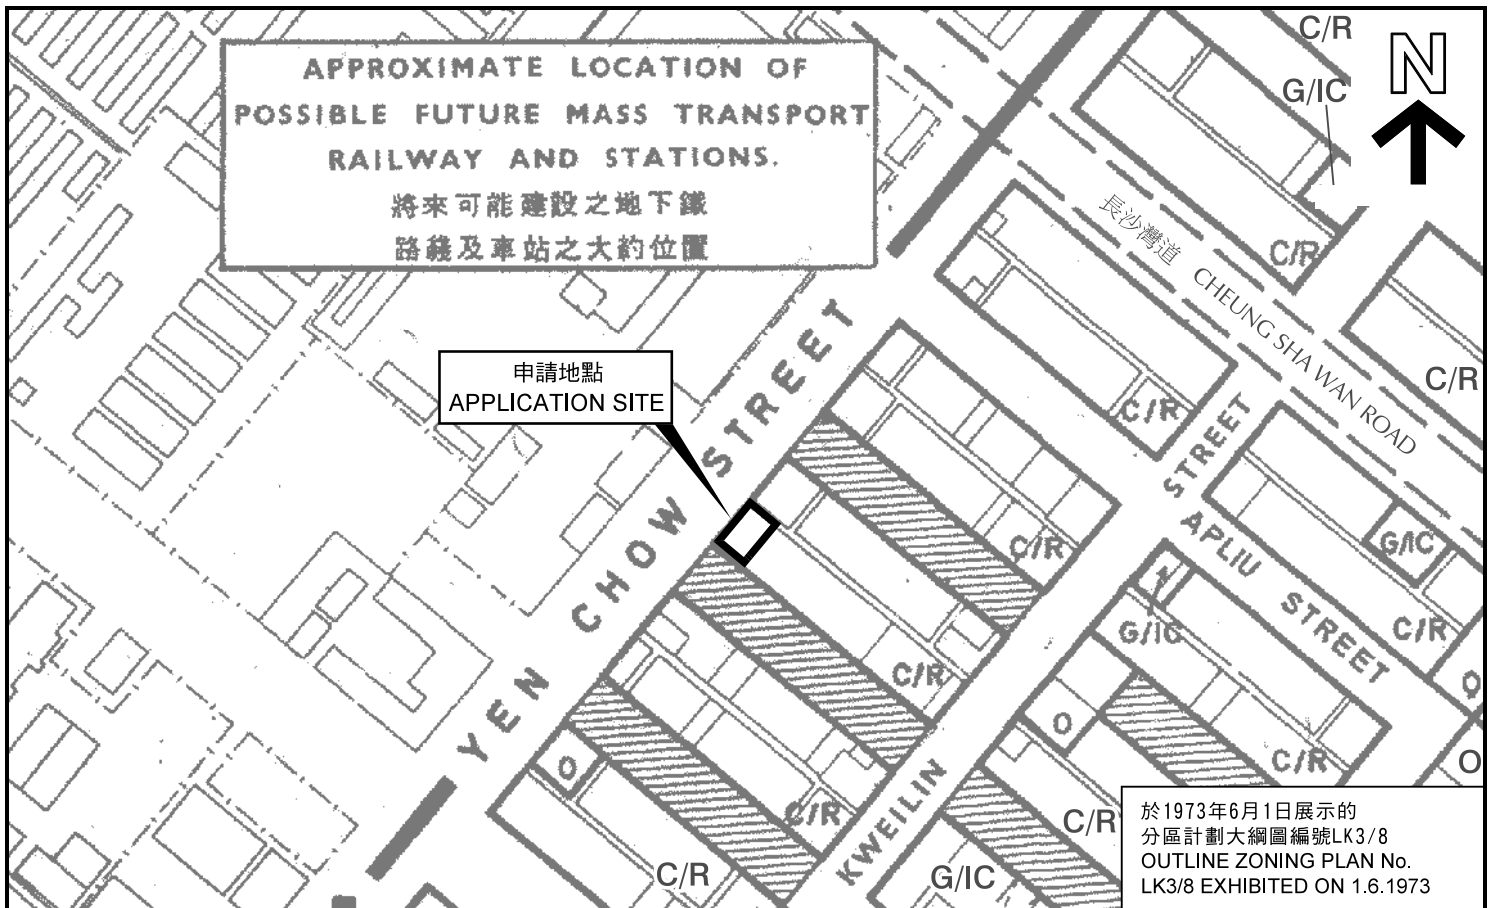 APPROXIMATE LOCATION OF
POSSIBLE FUTURE MASS TRANSPORT
RAILWAY AND STATIONS.
將來可能建設之地下鐵
路綫及車站之大約位置
C/R
N
G/IC
長沙灣道 CHEUNG SHA WAN ROAD
C/R
C/R
申請地點
APPLICATION SITE
YEN CHOW STREET
C/R
KWEILIN STREET
APLIU STREET
G/IC
C/R
C/R
G/IC
C/R
O
O
C/R
O
O
C/R
C/R
C/R
G/IC
於1973年6月1日展示的
分區計劃大綱圖編號LK3/8
OUTLINE ZONING PLAN No.
LK3/8 EXHIBITED ON 1.6.1973